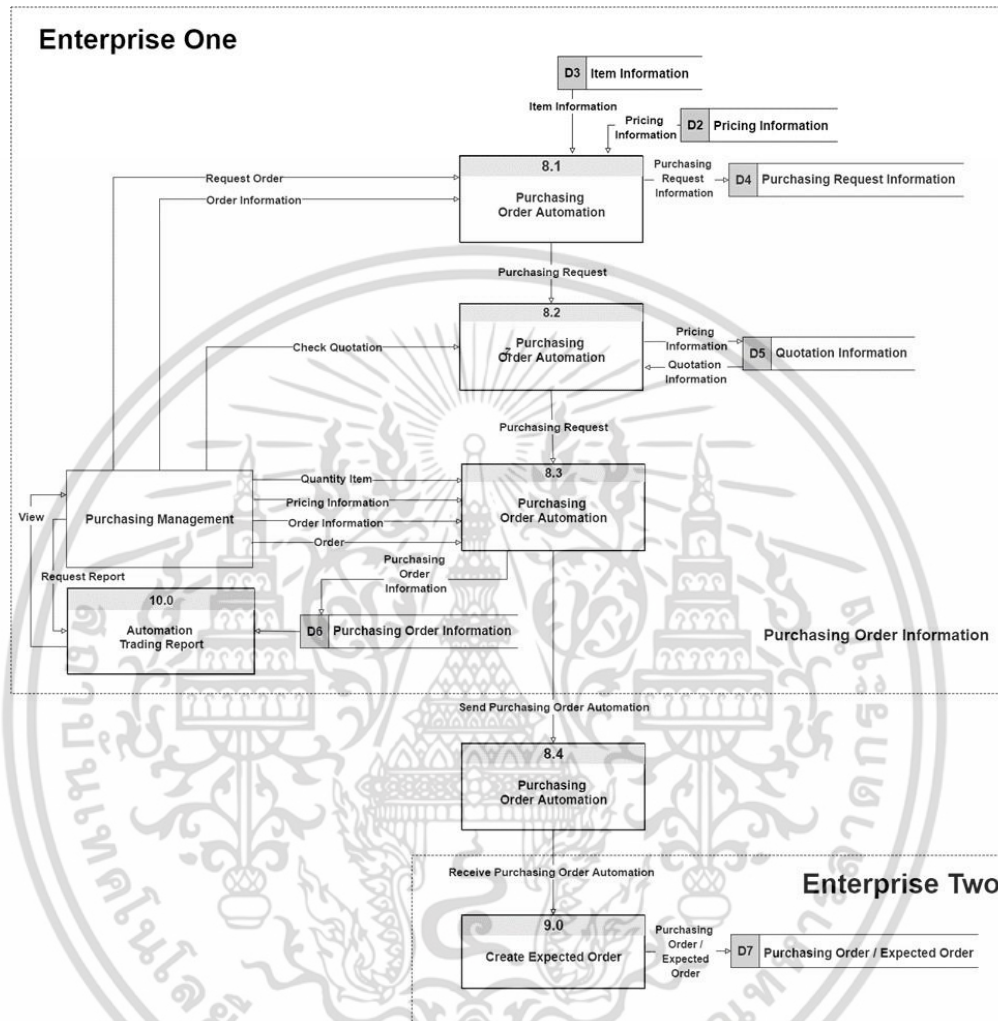 Enterprise One
D3 Item Information
Item Information
Pricing
Information
D2 Pricing Information
8.1
Purchasing
Order Automation
Request Order
Order Information
Purchasing
Request
Information
D4 Purchasing Request Information
Purchasing Request
8.2
Purchasing
Order Automation
Check Quotation
Pricing
Information
Quotation
Information
D5 Quotation Information
Purchasing Request
8.3
Purchasing
Order Automation
Quantity Item
Pricing Information
Order Information
Order
Purchasing Management
View
Request Report
Purchasing
Order
Information
10.0
Automation
Trading Report
D6 Purchasing Order Information
Purchasing Order Information
Send Purchasing Order Automation
8.4
Purchasing
Order Automation
Receive Purchasing Order Automation
Enterprise Two
9.0
Create Expected Order
Purchasing
Order /
Expected
Order
D7 Purchasing Order / Expected Order